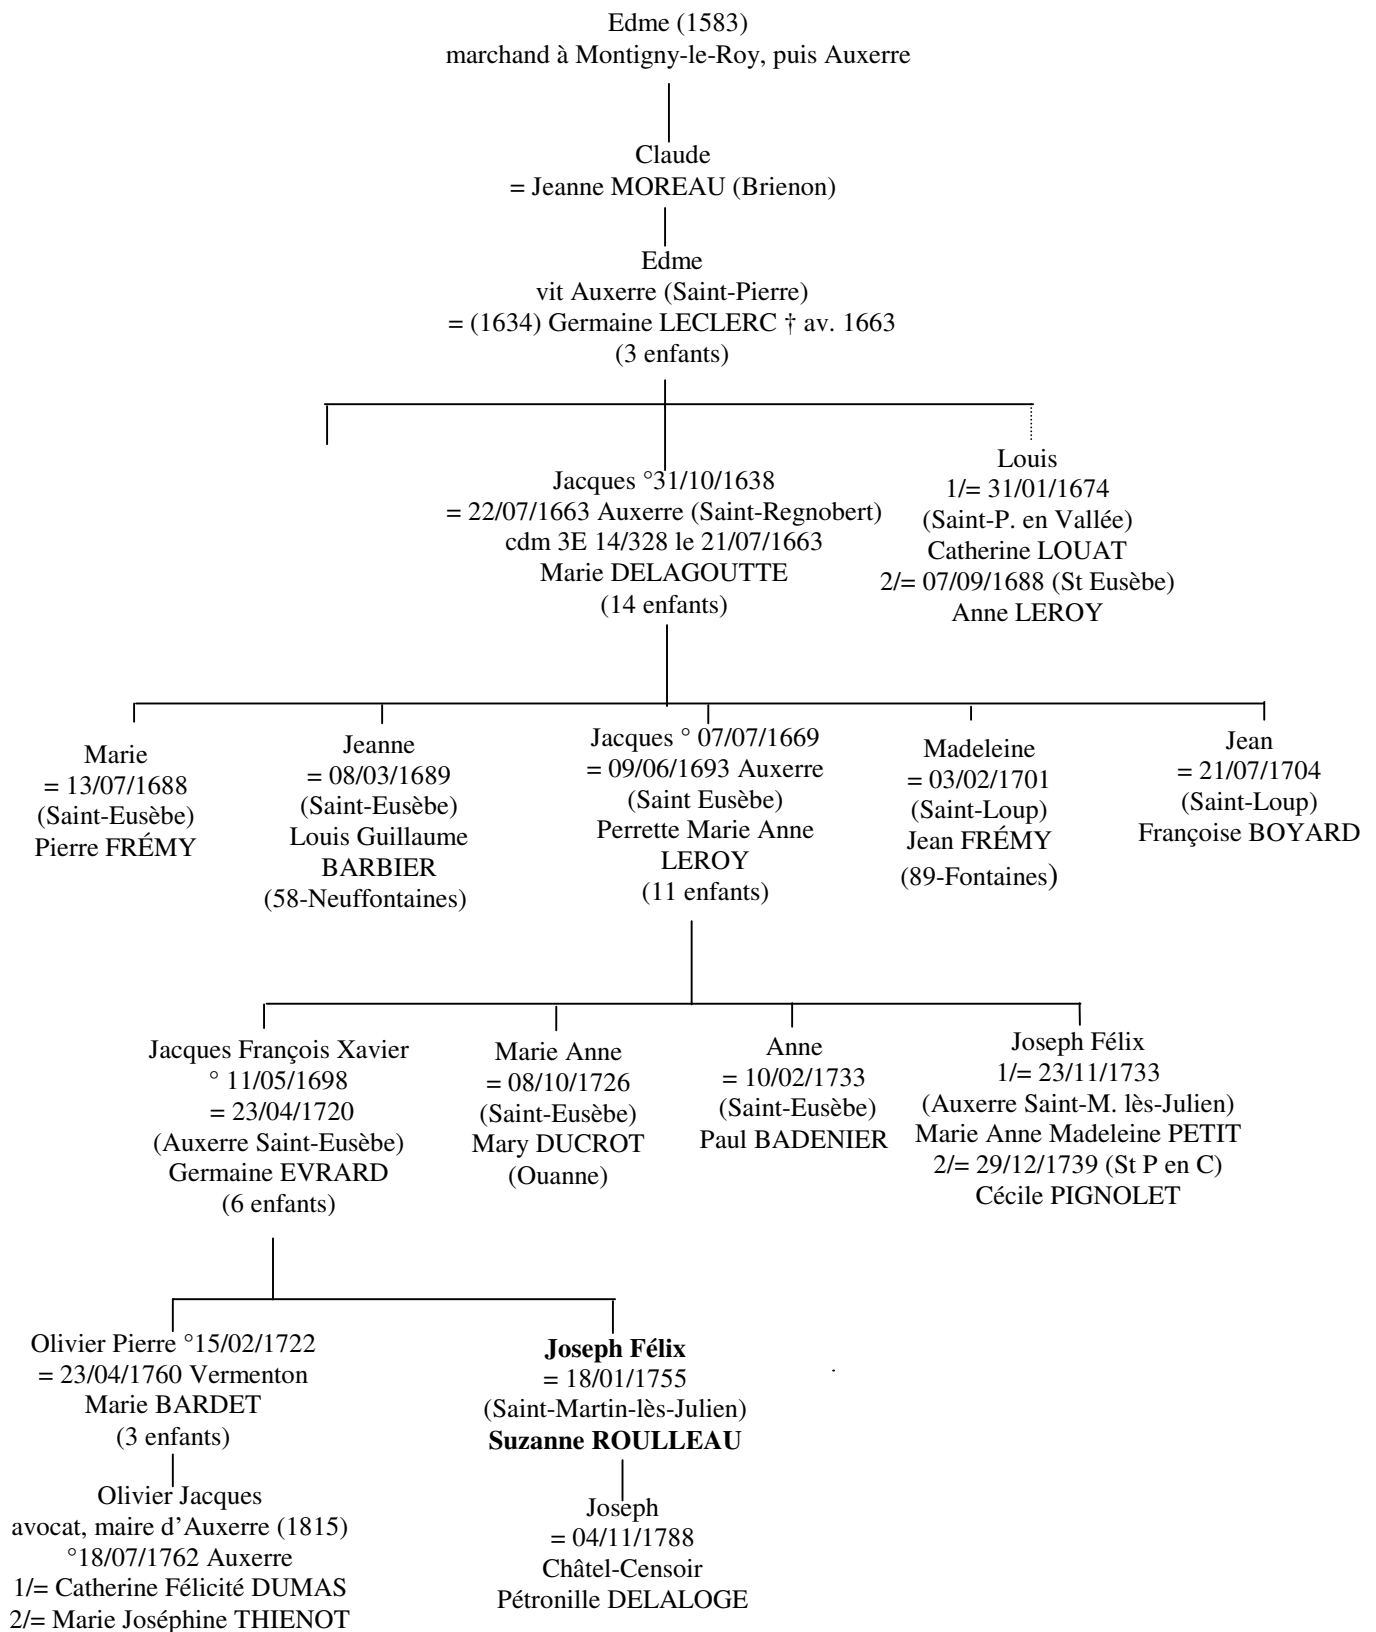 Edme (1583)
marchand à Montigny-le-Roy, puis Auxerre
Claude
= Jeanne MOREAU (Brienon)
Edme
vit Auxerre (Saint-Pierre)
= (1634) Germaine LECLERC † av. 1663
(3 enfants)
Jacques °31/10/1638
= 22/07/1663 Auxerre (Saint-Regnobert)
cdm 3E 14/328 le 21/07/1663
Marie DELAGOUTTE
(14 enfants)
Louis
1/= 31/01/1674
(Saint-P. en Vallée)
Catherine LOUAT
2/= 07/09/1688 (St Eusèbe)
Anne LEROY
Marie
= 13/07/1688
(Saint-Eusèbe)
Pierre FRÉMY
Jeanne
= 08/03/1689
(Saint-Eusèbe)
Louis Guillaume
BARBIER
(58-Neuffontaines)
Jacques ° 07/07/1669
= 09/06/1693 Auxerre
(Saint Eusèbe)
Perrette Marie Anne
LEROY
(11 enfants)
Madeleine
= 03/02/1701
(Saint-Loup)
Jean FRÉMY
(89-Fontaines)
Jean
= 21/07/1704
(Saint-Loup)
Françoise BOYARD
Jacques François Xavier
° 11/05/1698
= 23/04/1720
(Auxerre Saint-Eusèbe)
Germaine EVRARD
(6 enfants)
Marie Anne
= 08/10/1726
(Saint-Eusèbe)
Mary DUCROT
(Ouanne)
Anne
= 10/02/1733
(Saint-Eusèbe)
Paul BADENIER
Joseph Félix
1/= 23/11/1733
(Auxerre Saint-M. lès-Julien)
Marie Anne Madeleine PETIT
2/= 29/12/1739 (St P en C)
Cécile PIGNOLET
Olivier Pierre °15/02/1722
= 23/04/1760 Vermenton
Marie BARDET
(3 enfants)
Joseph Félix
= 18/01/1755
(Saint-Martin-lès-Julien)
Suzanne ROULLEAU
Olivier Jacques
avocat, maire d'Auxerre (1815)
°18/07/1762 Auxerre
1/= Catherine Félicité DUMAS
2/= Marie Joséphine THIENOT
Joseph
= 04/11/1788
Châtel-Censoir
Pétronille DELALOGE